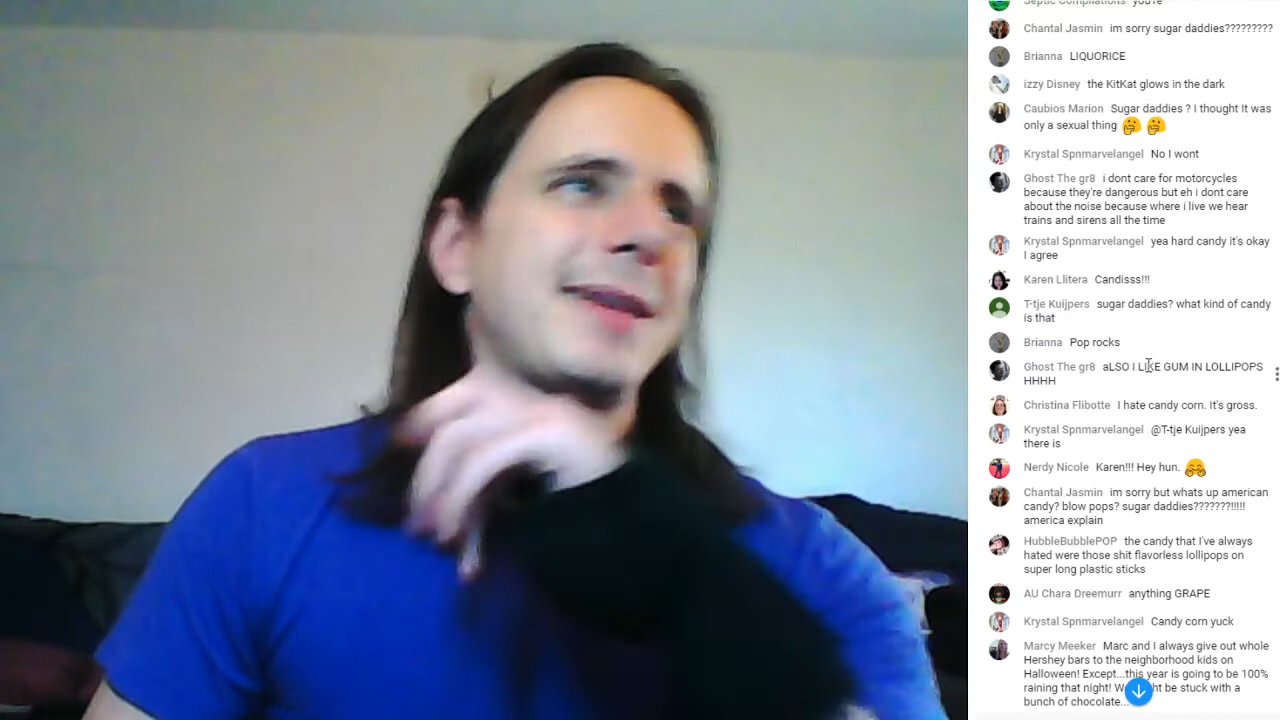 Septic Compilations you're
Chantal Jasmin im sorry sugar daddies?????????
Brianna LIQUORICE
izzy Disney the KitKat glows in the dark
Caubios Marion Sugar daddies ? I thought It was
only a sexual thing 🤔 🤔
Krystal Spnmarvelangel No I wont
Ghost The gr8 i dont care for motorcycles
because they're dangerous but eh i dont care
about the noise because where i live we hear
trains and sirens all the time
Krystal Spnmarvelangel yea hard candy it's okay
I agree
Karen Llitera Candisss!!!
T-tje Kuijpers sugar daddies? what kind of candy
is that
Brianna Pop rocks
Ghost The gr8 aLSO I LIKE GUM IN LOLLIPOPS
HHHH
Christina Flibotte I hate candy corn. It's gross.
Krystal Spnmarvelangel @T-tje Kuijpers yea
there is
Nerdy Nicole Karen!!! Hey hun. 🤗
Chantal Jasmin im sorry but whats up american
candy? blow pops? sugar daddies???????!!!!!
america explain
HubbleBubblePOP the candy that I've always
hated were those shit flavorless lollipops on
super long plastic sticks
AU Chara Dreemurr anything GRAPE
Krystal Spnmarvelangel Candy corn yuck
Marcy Meeker Marc and I always give out whole
Hershey bars to the neighborhood kids on
Halloween! Except...this year is going to be 100%
raining that night! be stuck with a
bunch of chocolate...